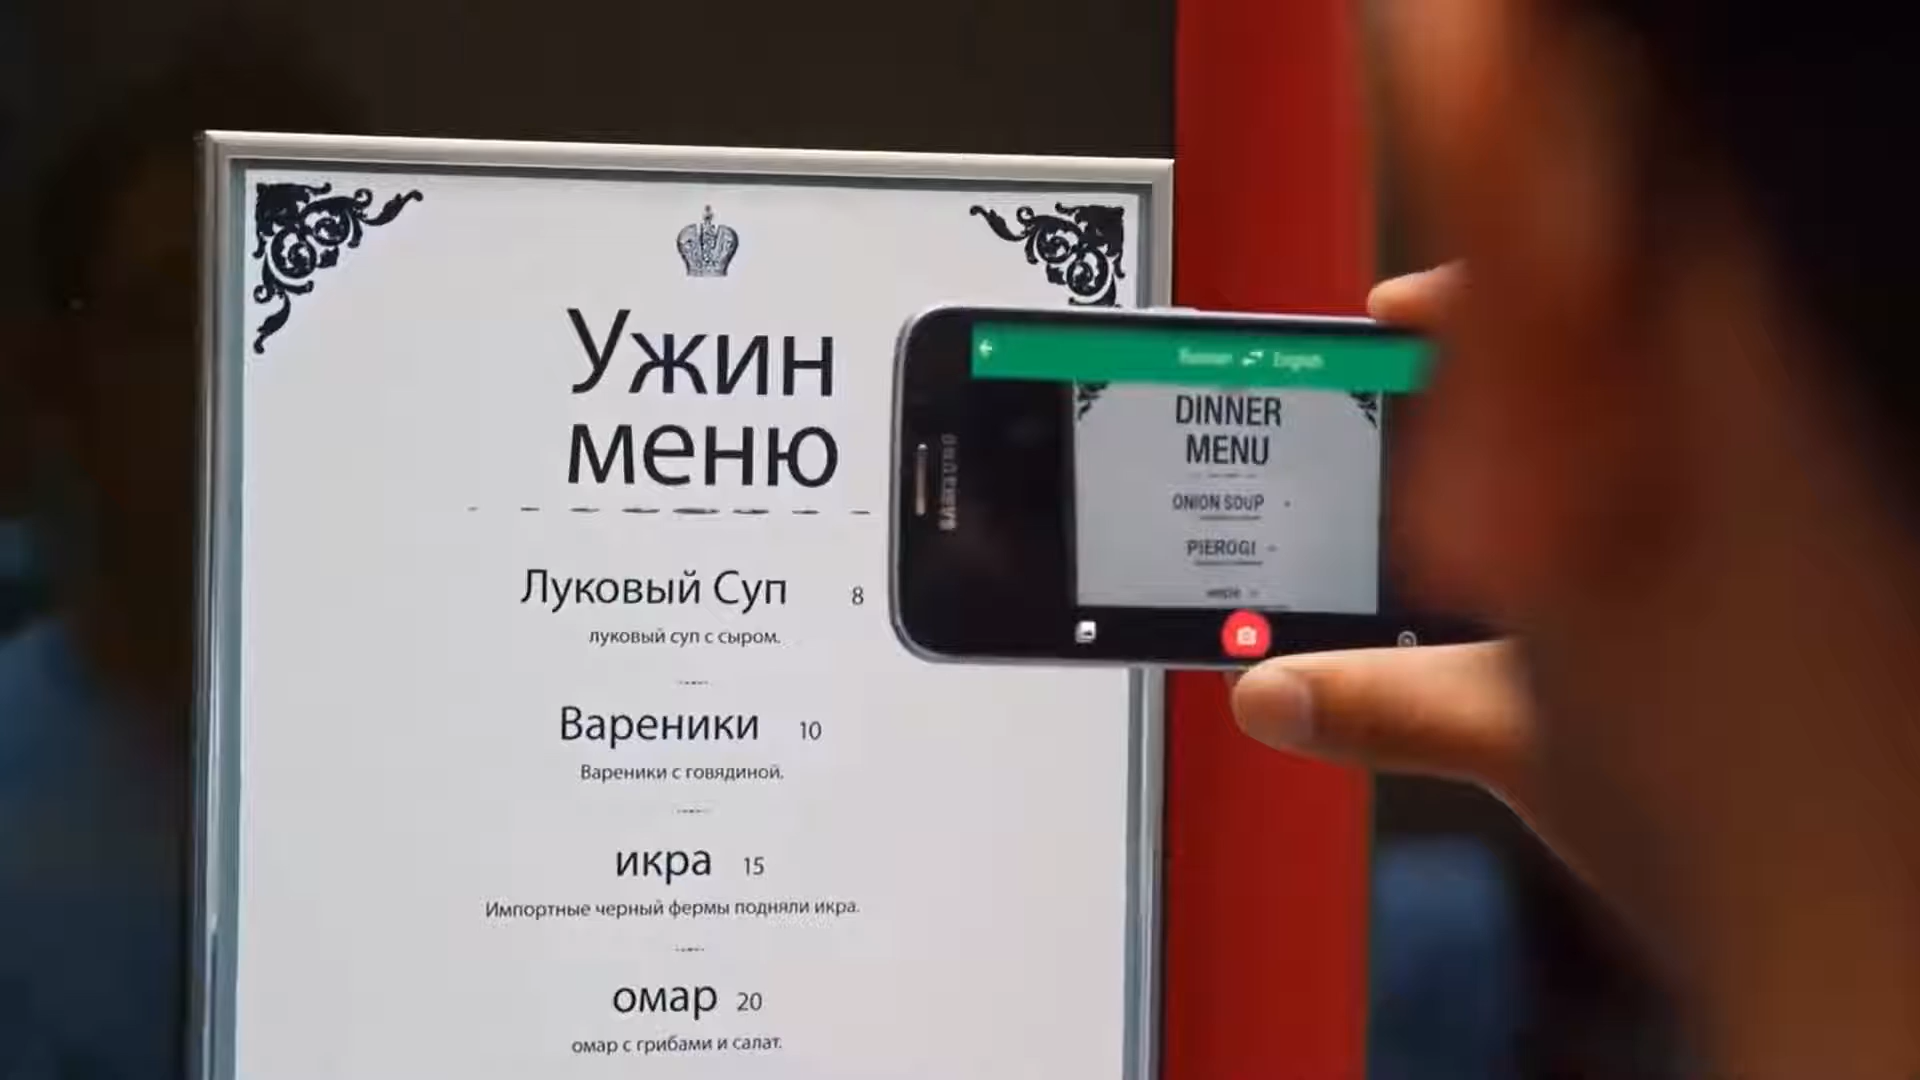 Ужин
меню
Луковый Суп 8
луковый суп с сыром.
Вареники 10
Вареники с говядиной.
икра 15
Импортные черный фермы подняли икра.
омар 20
омар с грибами и салат.
SAMSUNG
Russian English
DINNER
MENU
ONION SOUP
PIEROGI